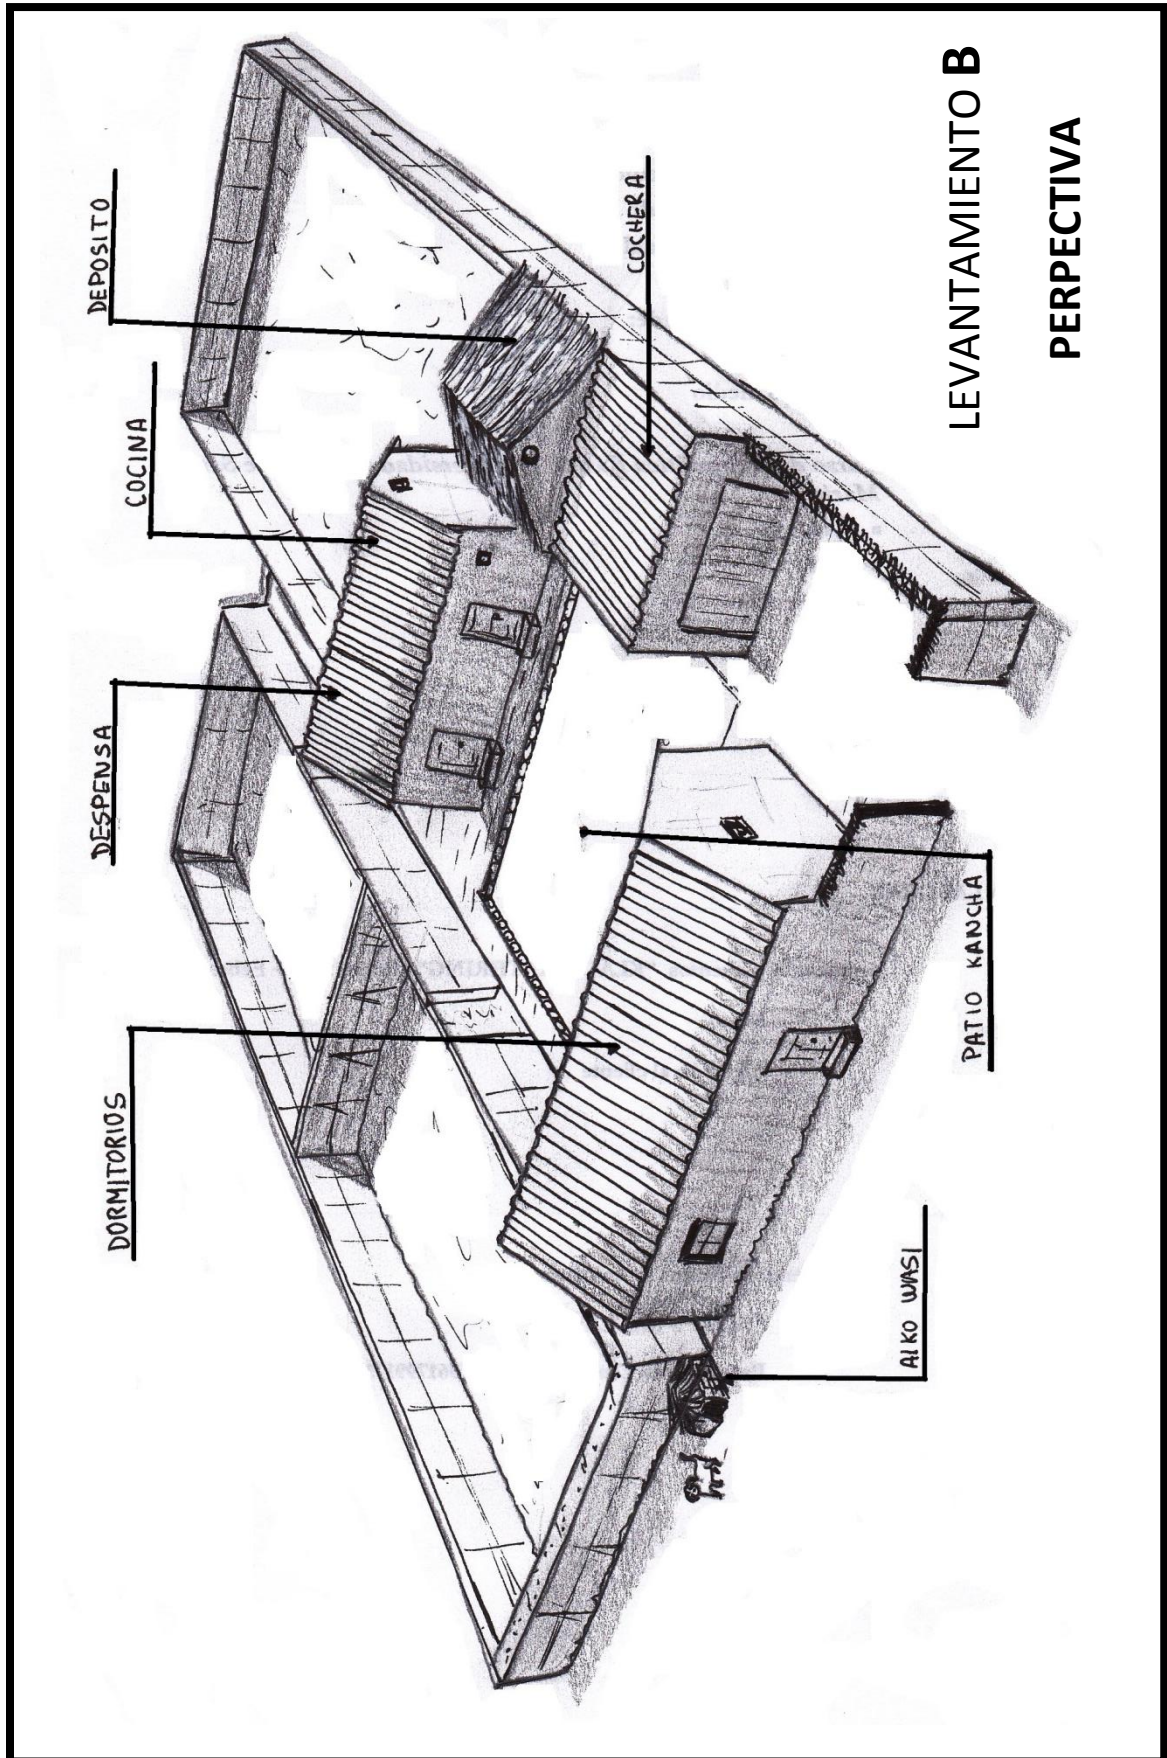 DORMITORIOS
DESPENSA
COCINA
DEPOSITO
COCHERA
AIKO WASI
PATIO KANCHA
LEVANTAMIENTO B
PERPECTIVA